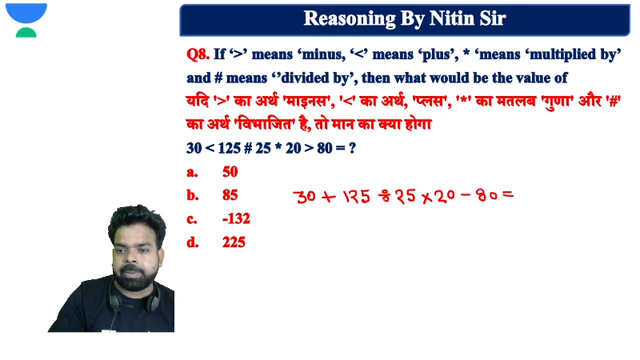 Reasoning By Nitin Sir
Q8. If ‘>’ means ‘minus, ‘<’ means ‘plus’, * ‘means ‘multiplied by’
and # means ‘’divided by’, then what would be the value of
यदि '>' का अर्थ 'माइनस', '<' का अर्थ, 'प्लस', '*' का मतलब 'गुणा' और '#'
का अर्थ 'विभाजित' है, तो मान का क्या होगा
30 < 125 # 25 * 20 > 80 = ?
a. 50
b. 85
30 + 125 ÷ 25 × 20 - 80 =
c. -132
d. 225